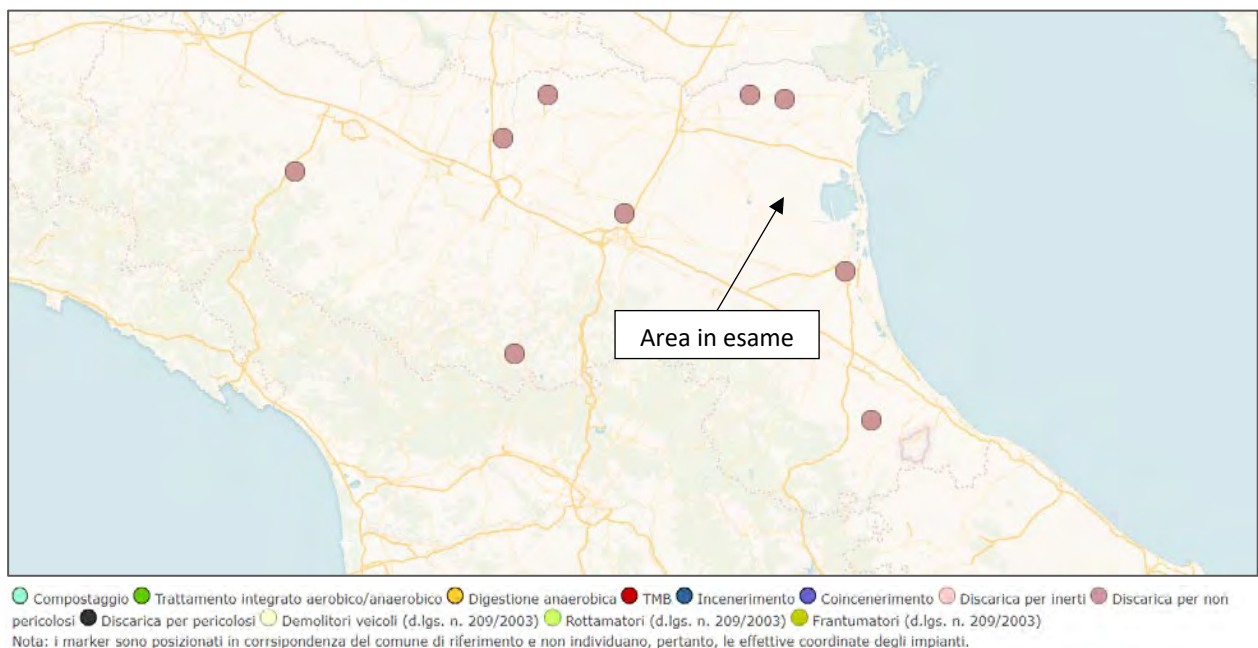 Area in esame
Compostaggio Trattamento integrato aerobico/anaerobico Digestione anaerobica TMB Incenerimento Coincenerimento Discarica per inerti Discarica per non
pericolosi Discarica per pericolosi Demolitori veicoli (d.lgs. n. 209/2003) Rottamatori (d.lgs. n. 209/2003) Frantumatori (d.lgs. n. 209/2003)
Nota: i marker sono posizionati in corrsipondenza del comune di riferimento e non individuano, pertanto, le effettive coordinate degli impianti.